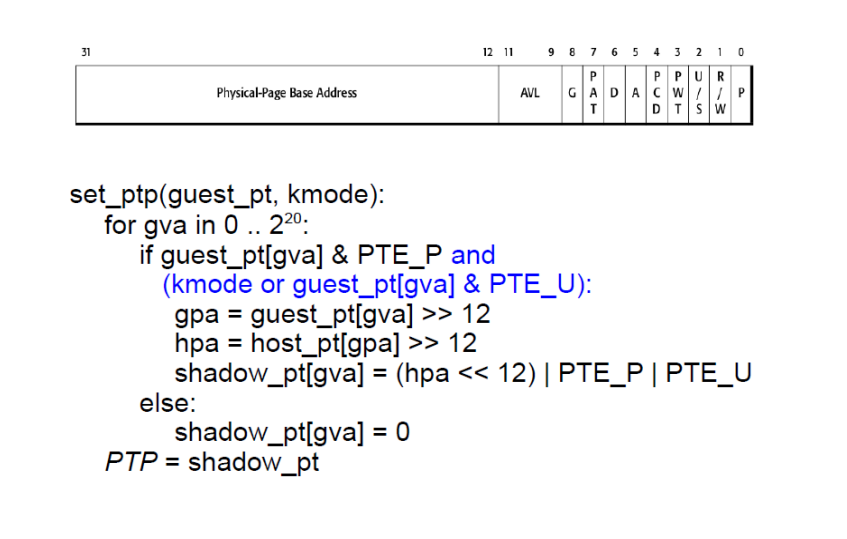 31 12 11 9 8 7 6 5 4 3 2 1 0
Physical-Page Base Address AVL G PAT D A PCD PWT U/S R/W P
set_ptp(guest_pt, kmode):
for gva in 0 .. 2²⁰:
if guest_pt[gva] & PTE_P and
(kmode or guest_pt[gva] & PTE_U):
gpa = guest_pt[gva] >> 12
hpa = host_pt[gpa] >> 12
shadow_pt[gva] = (hpa << 12) | PTE_P | PTE_U
else:
shadow_pt[gva] = 0
PTP = shadow_pt